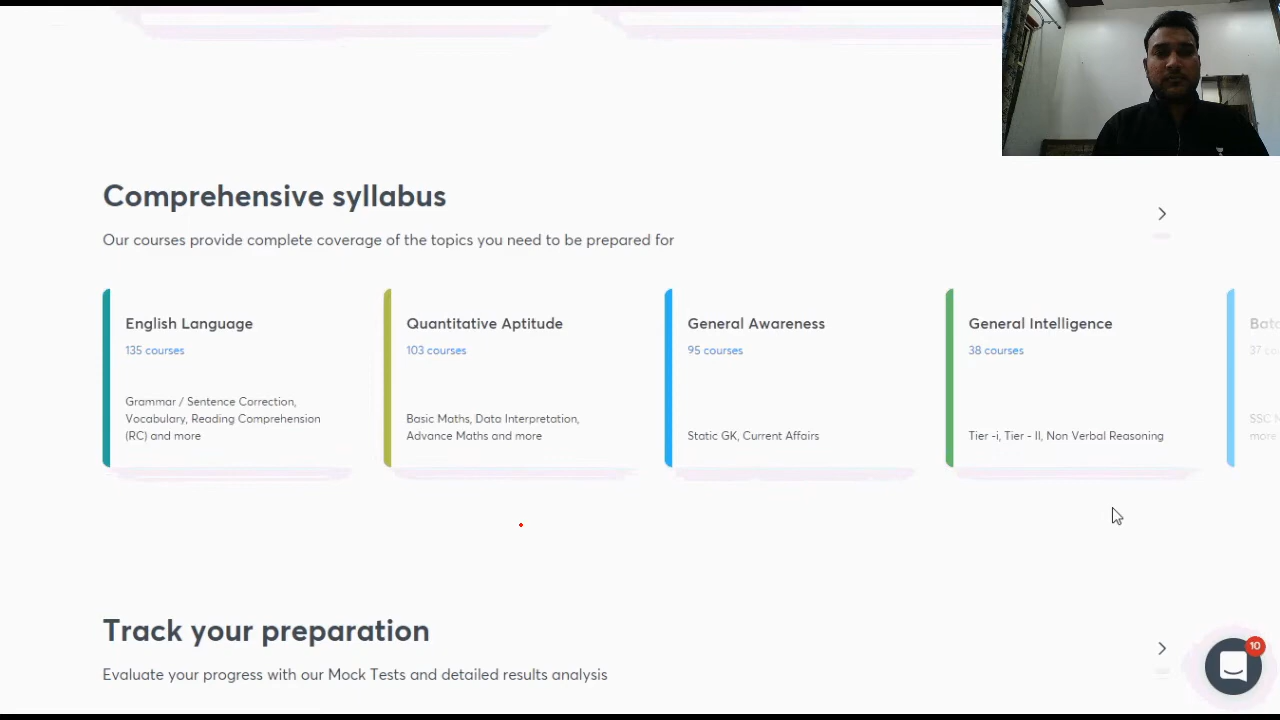 Comprehensive syllabus
Our courses provide complete coverage of the topics you need to be prepared for
English Language
135 courses
Grammar / Sentence Correction,
Vocabulary, Reading Comprehension
(RC) and more
Quantitative Aptitude
103 courses
Basic Maths, Data Interpretation,
Advance Maths and more
General Awareness
95 courses
Static GK, Current Affairs
General Intelligence
38 courses
Tier -i, Tier - II, Non Verbal Reasoning
37
SSC
more
Track your preparation
Evaluate your progress with our Mock Tests and detailed results analysis
10